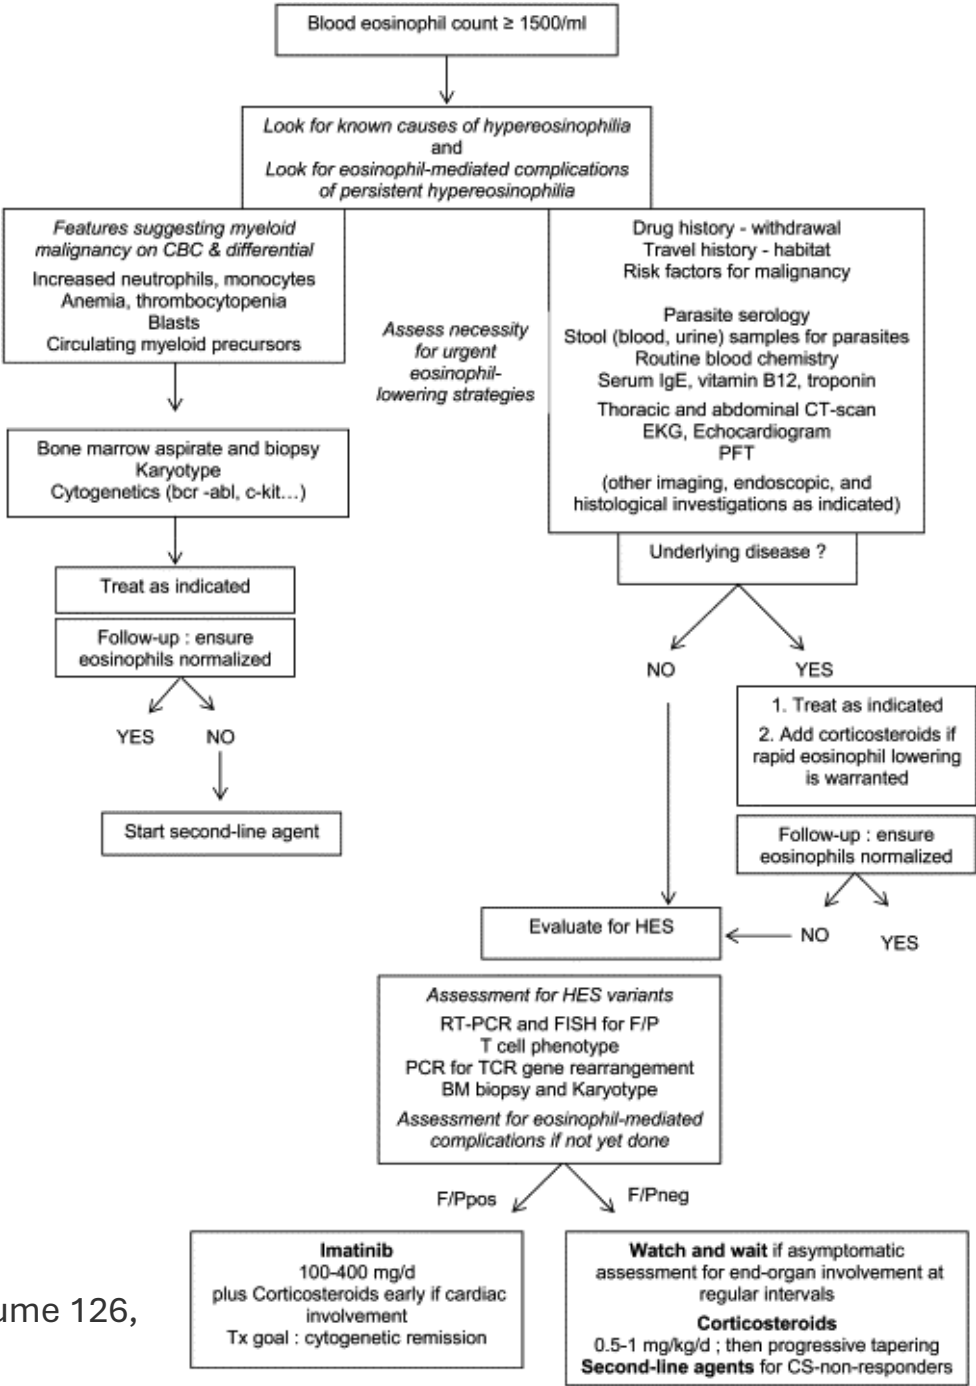 Blood eosinophil count ≥ 1500/ml
Look for known causes of hypereosinophilia
and
Look for eosinophil-mediated complications
of persistent hypereosinophilia
Features suggesting myeloid
malignancy on CBC & differential
Increased neutrophils, monocytes
Anemia, thrombocytopenia
Blasts
Circulating myeloid precursors
Assess necessity
for urgent
eosinophil-
lowering strategies
Drug history - withdrawal
Travel history - habitat
Risk factors for malignancy
Parasite serology
Stool (blood, urine) samples for parasites
Routine blood chemistry
Serum IgE, vitamin B12, troponin
Thoracic and abdominal CT-scan
EKG, Echocardiogram
PFT
(other imaging, endoscopic, and
histological investigations as indicated)
Bone marrow aspirate and biopsy
Karyotype
Cytogenetics (bcr -abl, c-kit...)
Treat as indicated
Follow-up : ensure
eosinophils normalized
YES
NO
Start second-line agent
Underlying disease ?
NO
YES
1. Treat as indicated
2. Add corticosteroids if
rapid eosinophil lowering
is warranted
Follow-up : ensure
eosinophils normalized
NO
YES
Evaluate for HES
Assessment for HES variants
RT-PCR and FISH for F/P
T cell phenotype
PCR for TCR gene rearrangement
BM biopsy and Karyotype
Assessment for eosinophil-mediated
complications if not yet done
F/Ppos
F/Pneg
Imatinib
100-400 mg/d
plus Corticosteroids early if cardiac
involvement
Tx goal : cytogenetic remission
Watch and wait if asymptomatic
assessment for end-organ involvement at
regular intervals
Corticosteroids
0.5-1 mg/kg/d ; then progressive tapering
Second-line agents for CS-non-responders
ume 126,